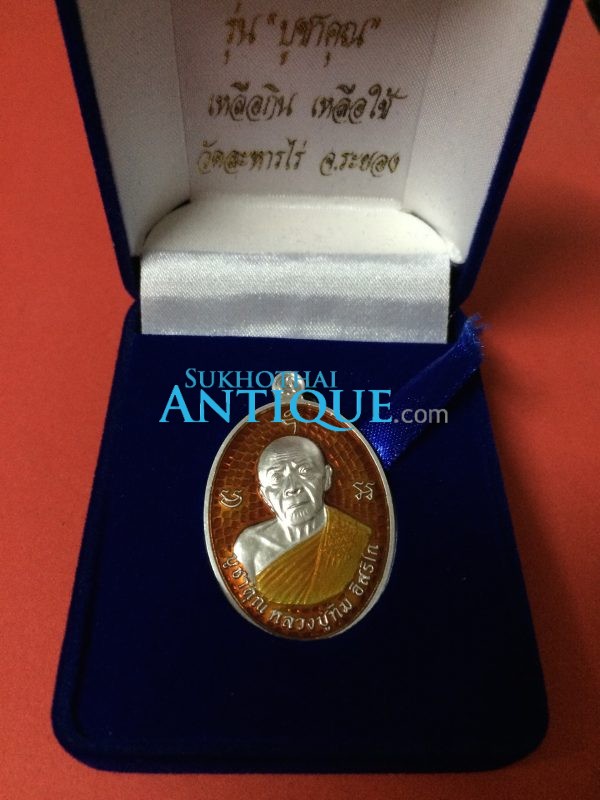 รุ่น "บูชาคุณ"
เหลือกิน เหลือใช้
วัดละหารไร่ จ.ระยอง
SUKHOTHAI
ANTIQUE.com
บูชาคุณ หลวงปู่ทิม อิสริโก